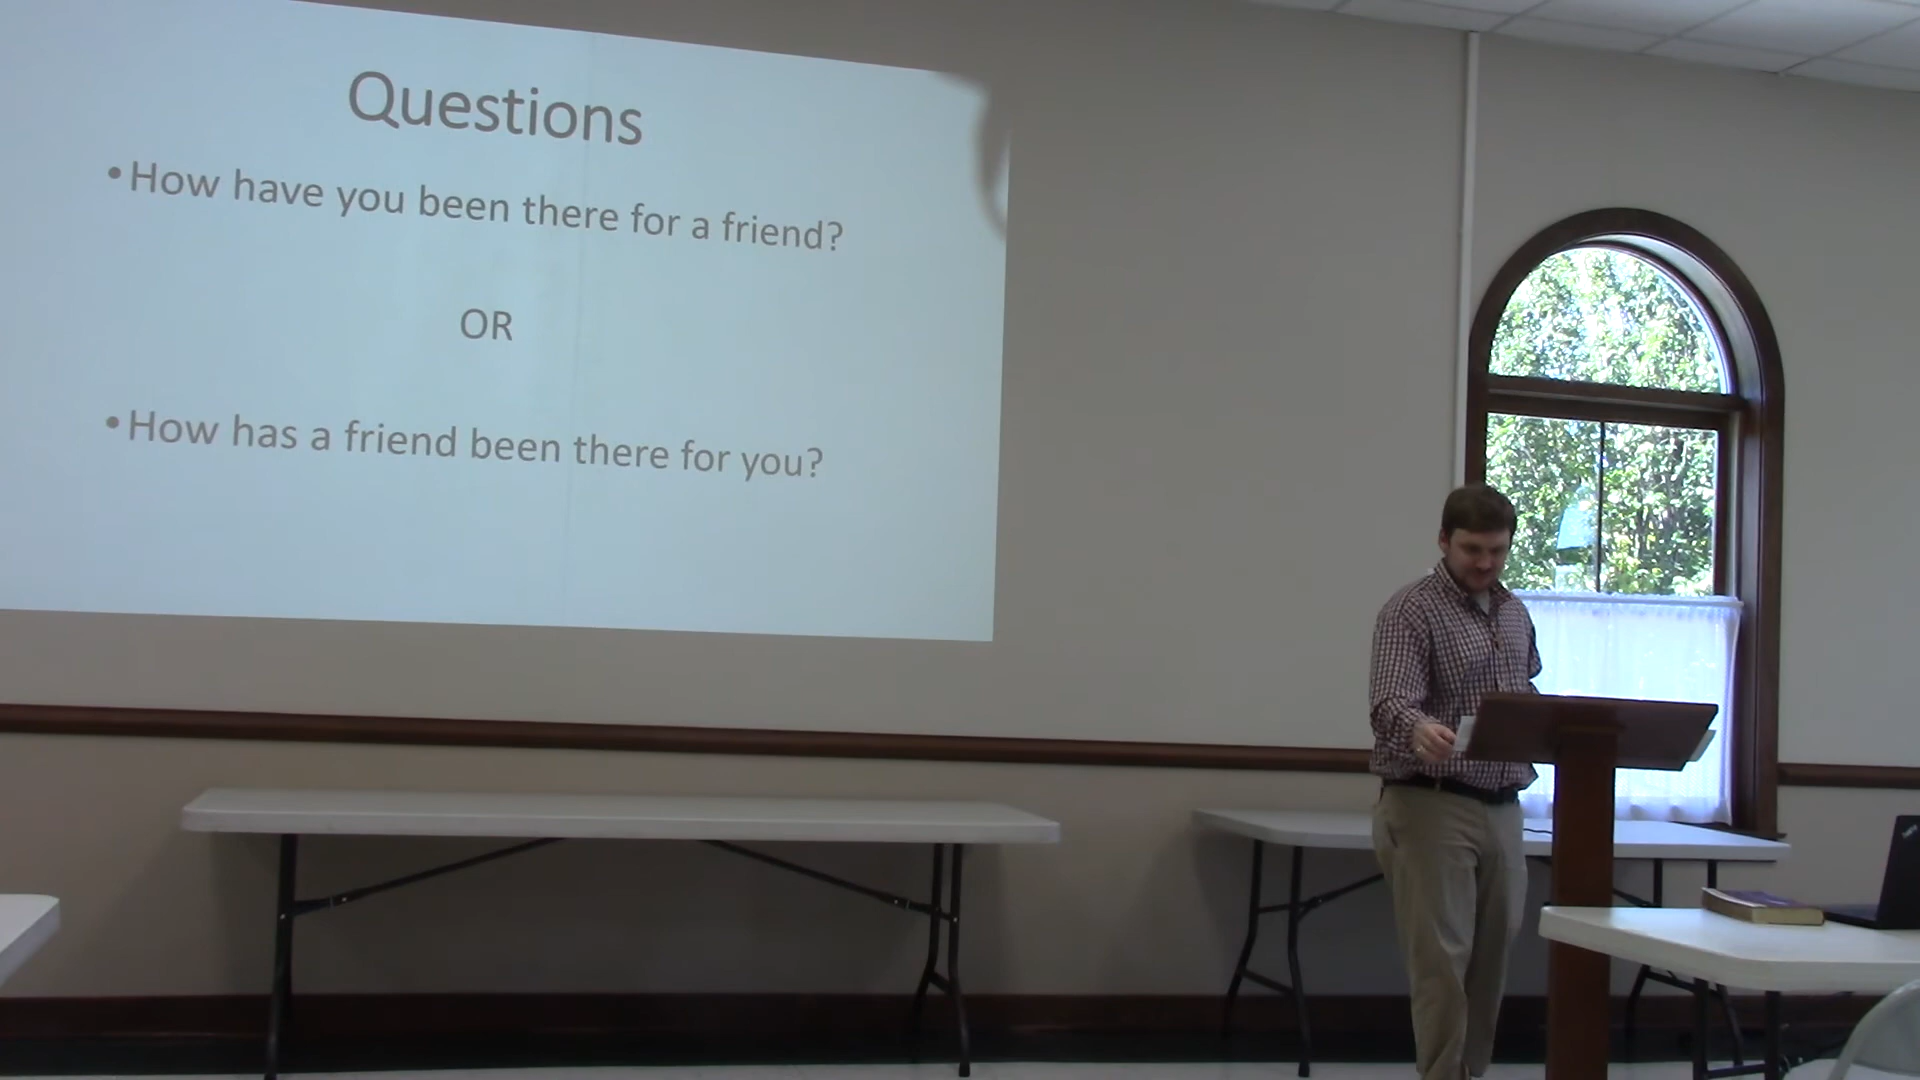 Questions
•How have you been there for a friend?
OR
•How has a friend been there for you?